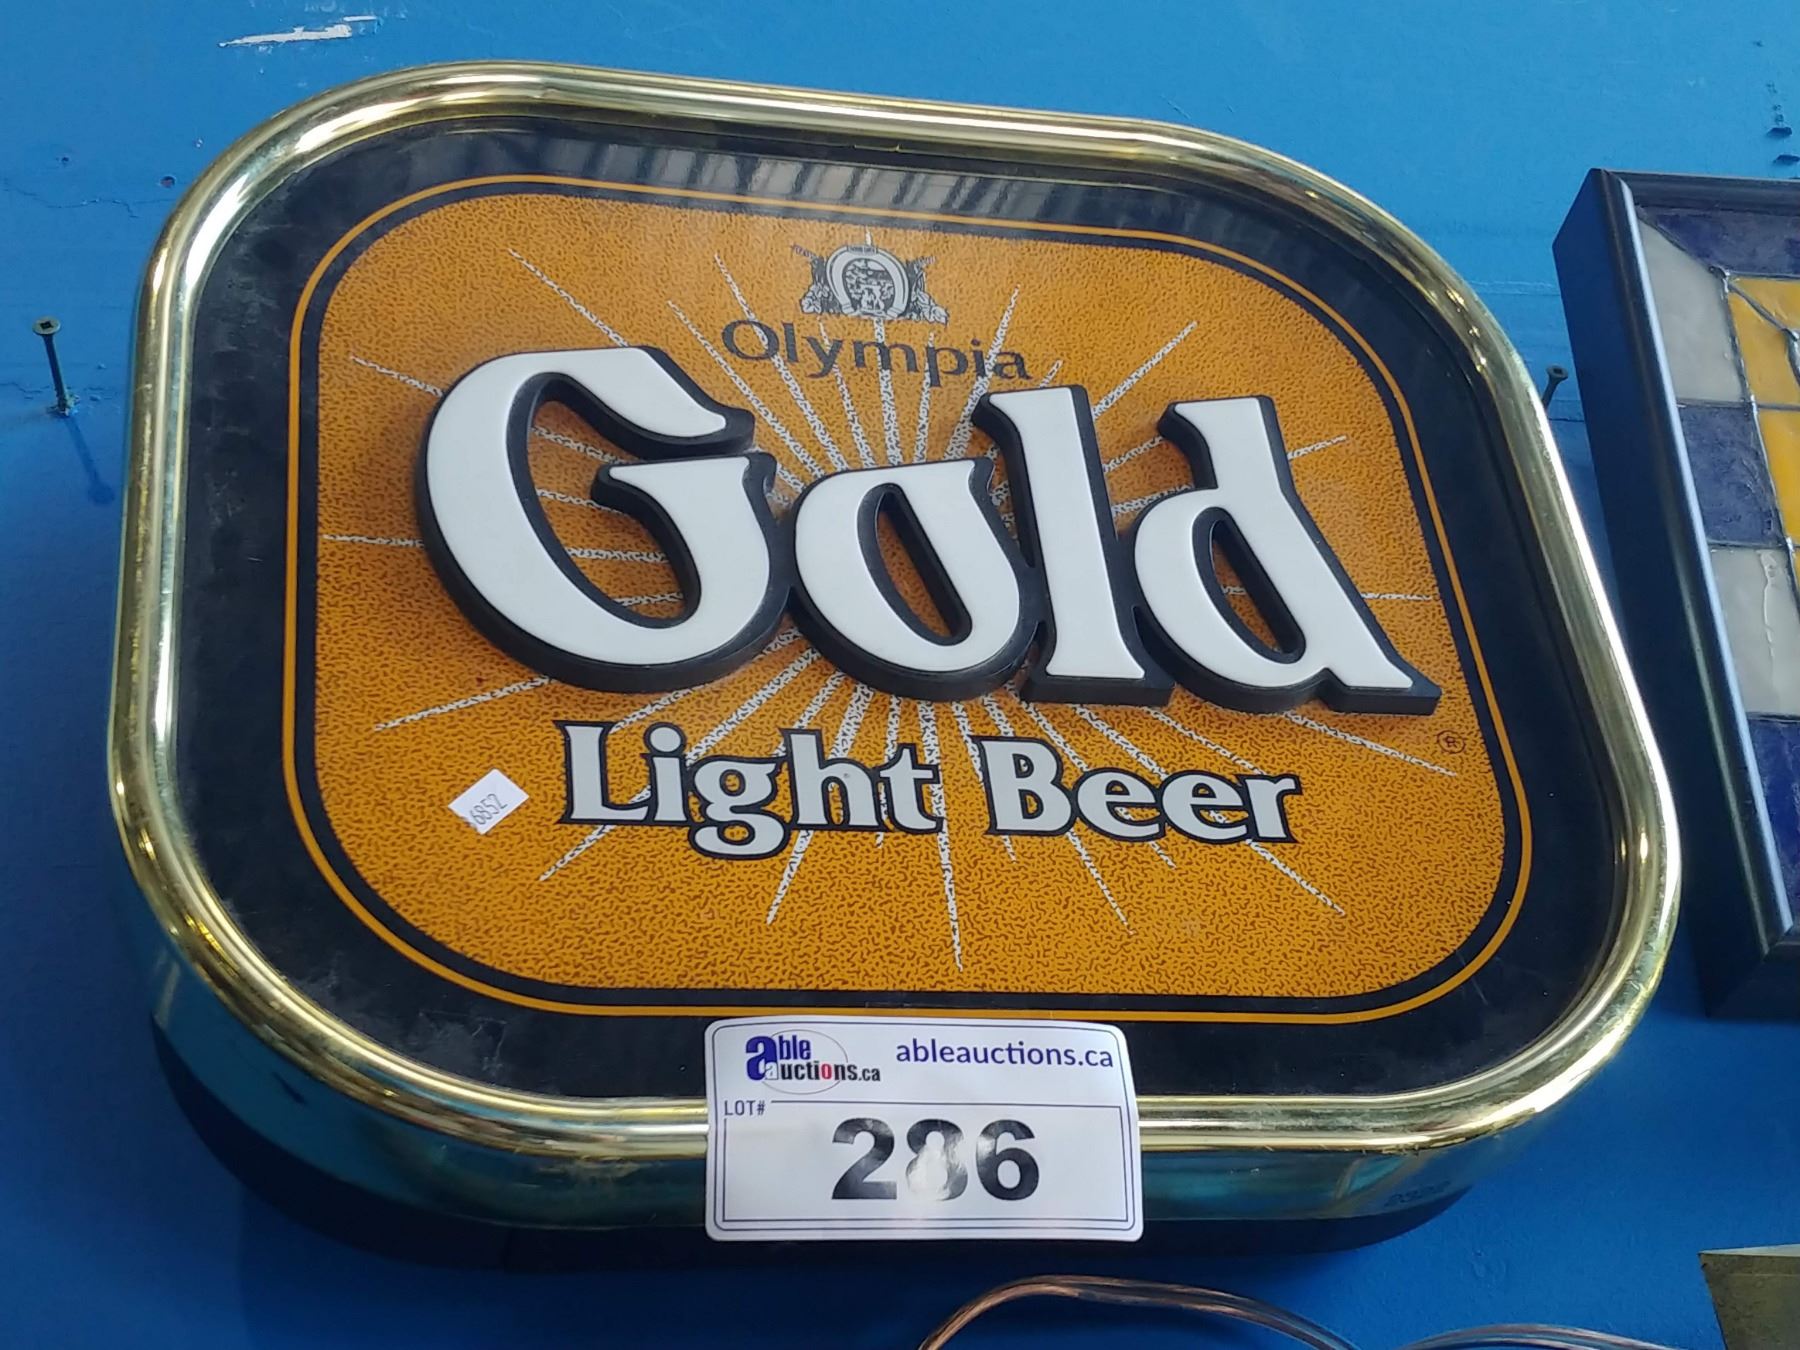 Olympia
Gold
®
Light Beer
6852
able auctions.ca
ableauctions.ca
LOT#
286